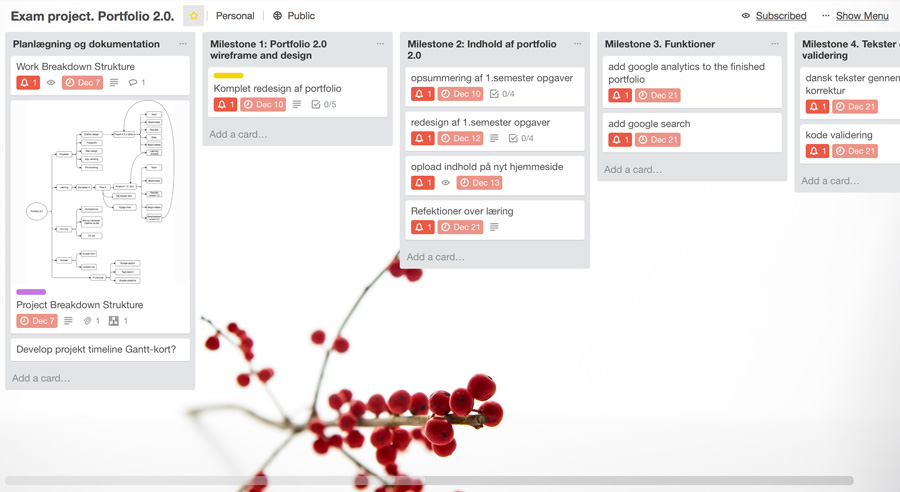 Exam project. Portfolio 2.0.
Personal
Public
Subscribed
Show Menu
Planlægning og dokumentation
Work Breakdown Strukture
1
Dec 7
1
Project Breakdown Strukture
Dec 7
1
1
Develop projekt timeline Gantt-kort?
Add a card…
Milestone 1: Portfolio 2.0
wireframe and design
Komplet redesign af portfolio
1
Dec 10
0/5
Add a card…
Milestone 2: Indhold af portfolio
2.0
opsummering af 1.semester opgaver
1
Dec 10
0/4
redesign af 1.semester opgaver
1
Dec 12
0/4
opload indhold på nyt hjemmeside
1
Dec 13
Refektioner over læring
1
Dec 21
Add a card…
Milestone 3. Funktioner
add google analytics to the finished
portfolio
1
Dec 21
add google search
1
Dec 21
Add a card…
Milestone 4. Tekster
validering
dansk tekster gennem
korrektur
1
Dec 21
kode validering
1
Dec 21
Add a card…